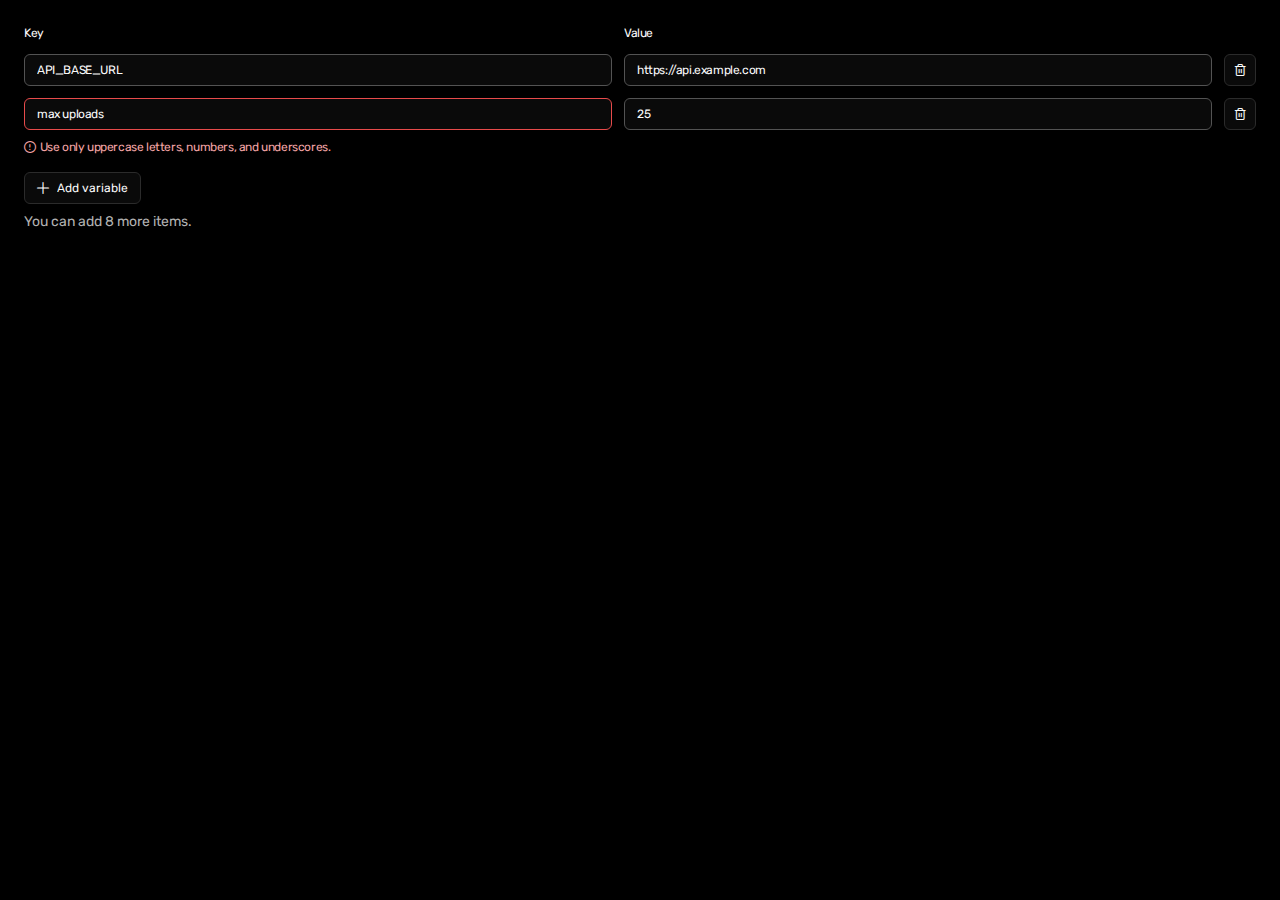 Key Value
API_BASE_URL https://api.example.com
max uploads 25
Use only uppercase letters, numbers, and underscores.
Add variable
You can add 8 more items.